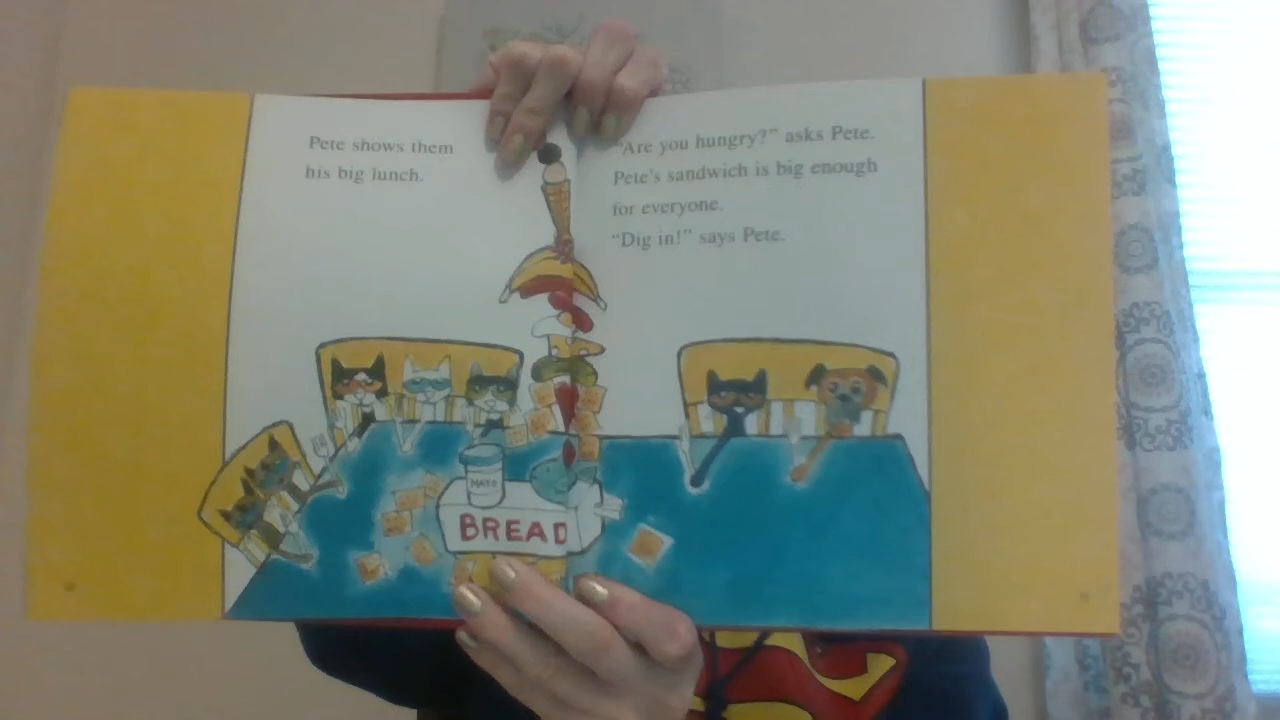 Pete shows them
his big lunch.
"Are you hungry?" asks Pete.
Pete's sandwich is big enough
for everyone.
"Dig in!" says Pete.
MAYO
BREAD